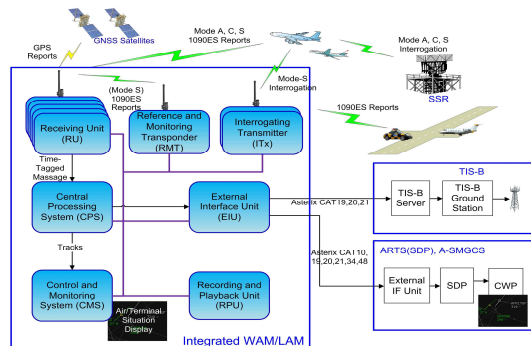 GNSS Satellites
GPS
Reports
Mode A, C, S
1090ES Reports
Mode A, C, S
Interrogation
SSR
(Mode S)
1090ES
Reports
Mode-S
Interrogation
1090ES Reports
Receiving Unit
(RU)
Reference and
Monitoring
Transponder
(RMT)
Interrogating
Transmitter
(ITx)
Time-
Tagged
Massage
Central
Processing
System (CPS)
External
Interface Unit
(EIU)
Asterix CAT19,20,21
TIS-B
TIS-B
Server
TIS-B
Ground
Station
Tracks
Asterix CAT10,
19,20,21,34,48
ARTS(SDP), A-SMGCS
External
IF Unit
SDP
CWP
Control and
Monitoring
System (CMS)
Recording and
Playback Unit
(RPU)
Air/Terminal
Situation
Display
Integrated WAM/LAM